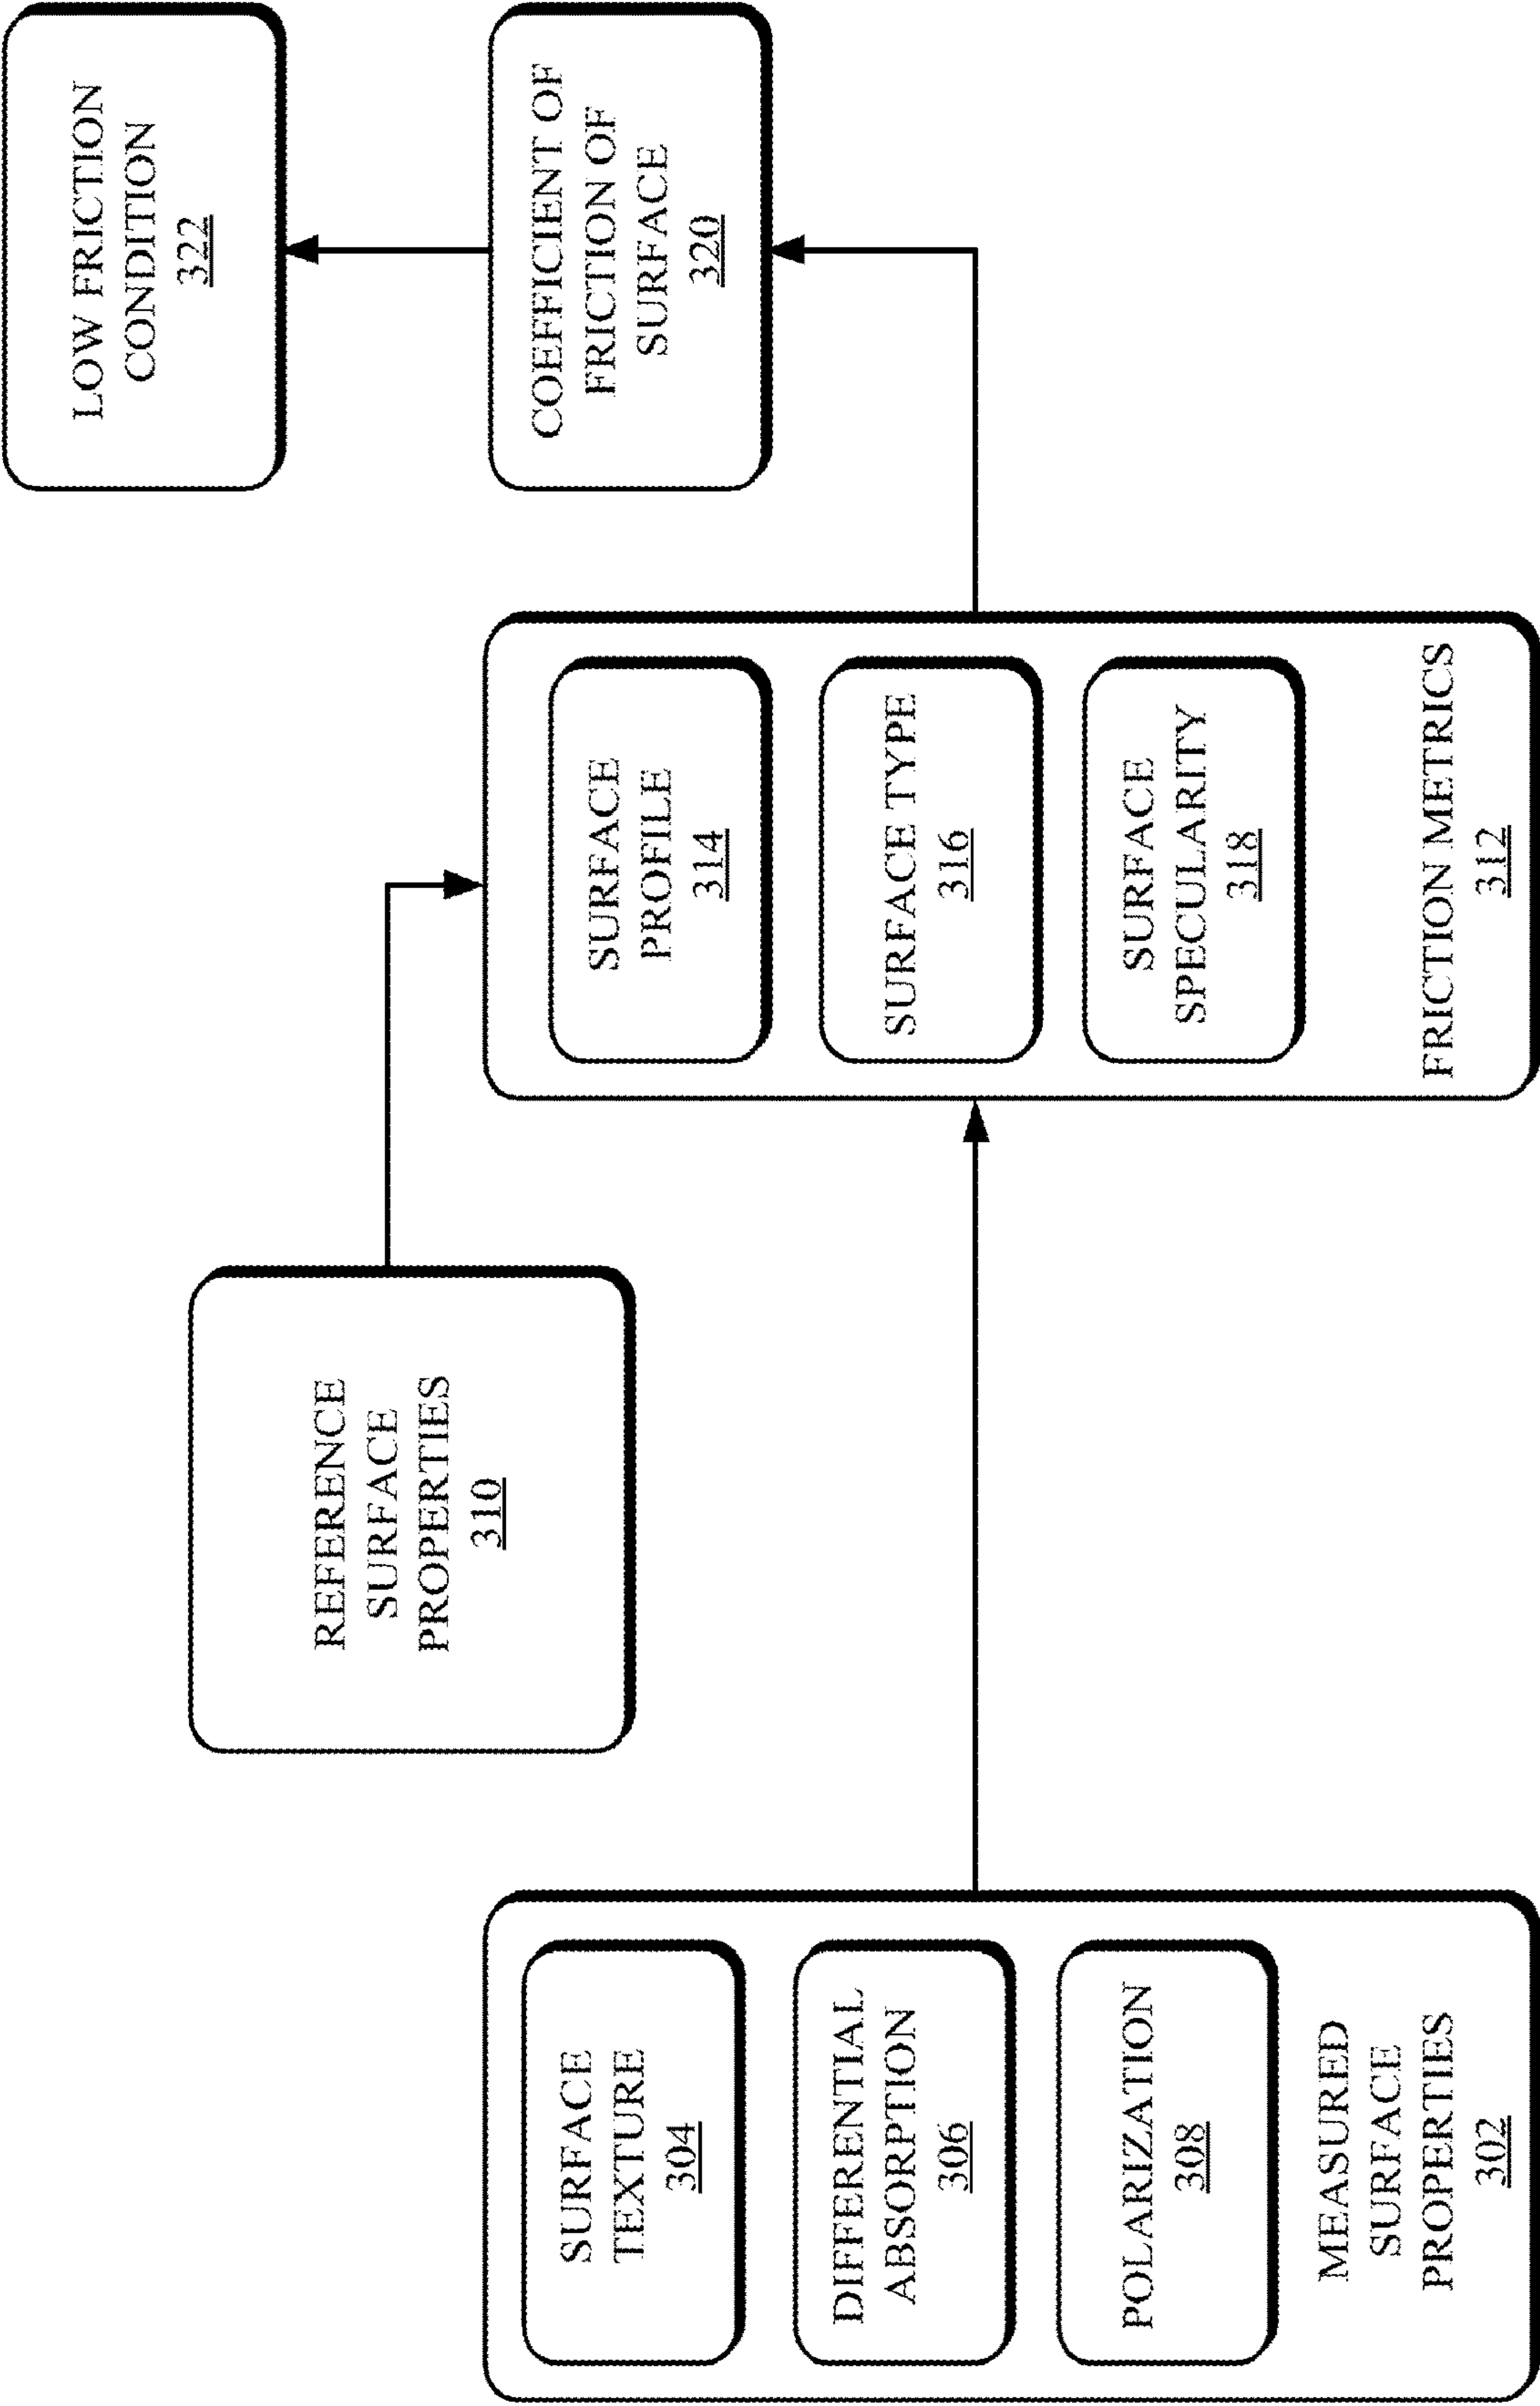 SURFACE
TEXTURE
304
DIFFERENTIAL
ABSORPTION
306
POLARIZATION
308
MEASURED
SURFACE
PROPERTIES
302
REFERENCE
SURFACE
PROPERTIES
310
SURFACE
PROFILE
314
SURFACE TYPE
316
SURFACE
SPECULARITY
318
FRICTION METRICS
312
LOW FRICTION
CONDITION
322
COEFFICIENT OF
FRICTION OF
SURFACE
320